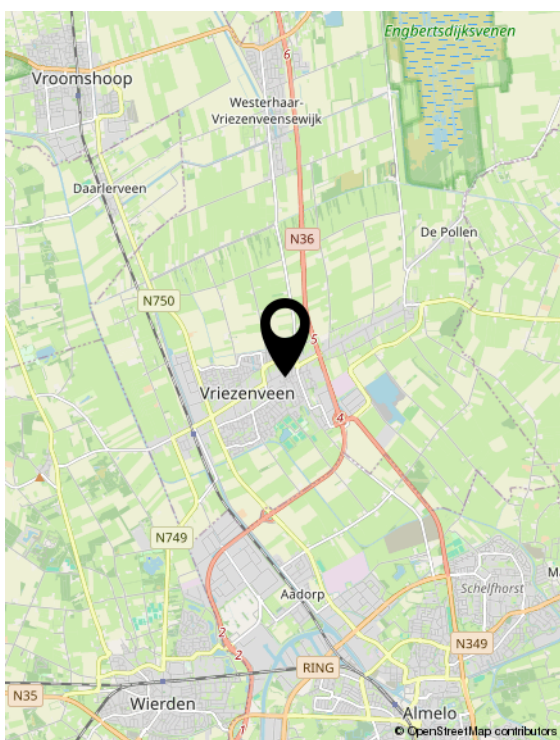 Engbertsdijksvenen
6
Vroomshoop
Westerhaar-
Vriezenveensewijk
Daarlerveen
De Pollen
N36
N750
5
Vriezenveen
4
N749
Aadorp
Schelfhorst
2
2
N349
RING
N35
Wierden
Almelo
1
© OpenStreetMap contributors